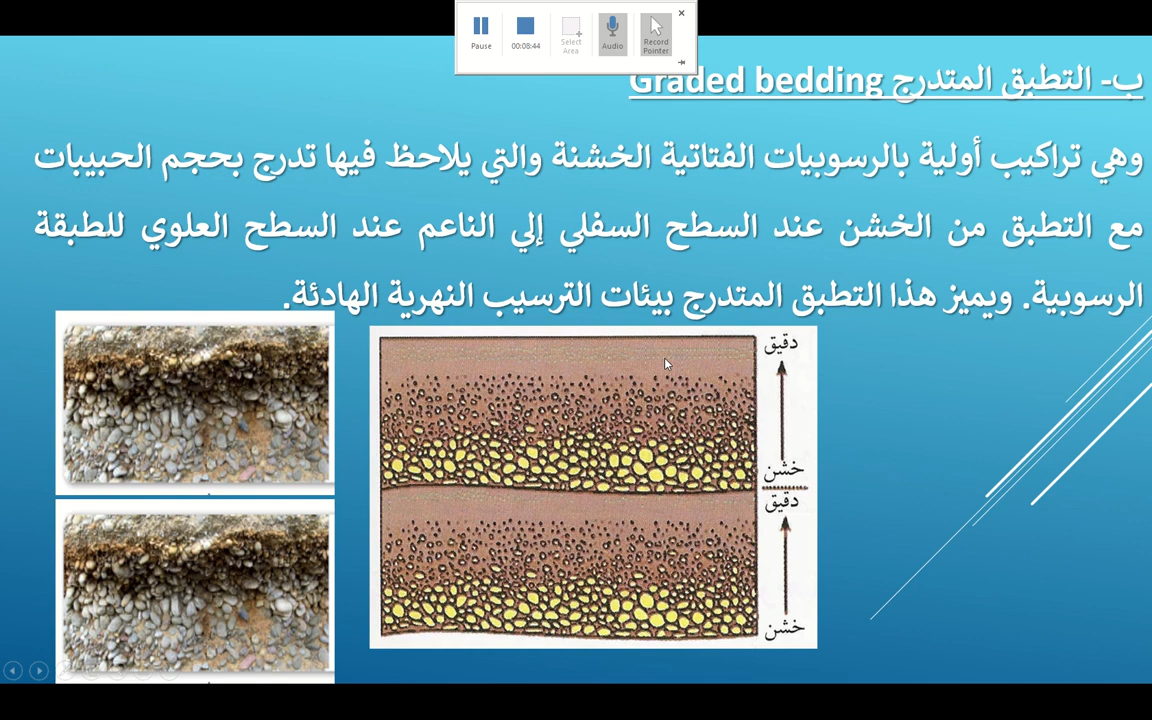 Pause
00:08:44
Select Area
Audio
Record Pointer
ب- التطبق المتدرج Graded bedding
وهي تراكيب أولية بالرسوبيات الفتاتية الخشنة والتي يلاحظ فيها تدرج بحجم الحبيبات
مع التطبق من الخشن عند السطح السفلي إلي الناعم عند السطح العلوي للطبقة
الرسوبية. ويميز هذا التطبق المتدرج بيئات الترسيب النهرية الهادئة.
دقيق
خشن
دقيق
خشن